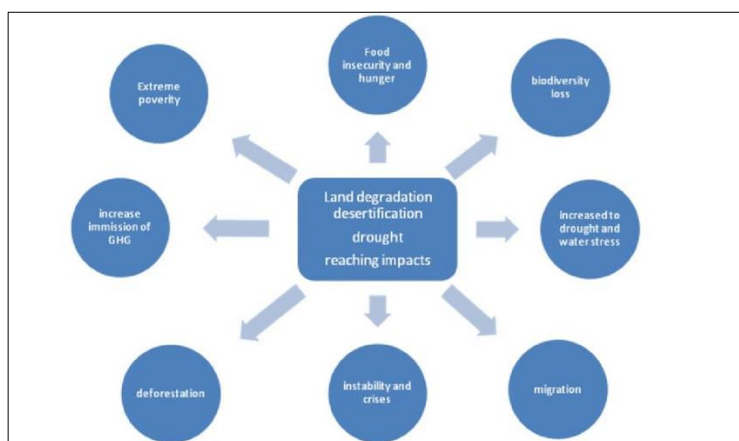 Food
insecurity and
hunger
Extreme
poverty
biodiversity
loss
Land degradation
desertification
drought
reaching impacts
increase
immission of
GHG
increased to
drought and
water stress
deforestation
instability and
crises
migration